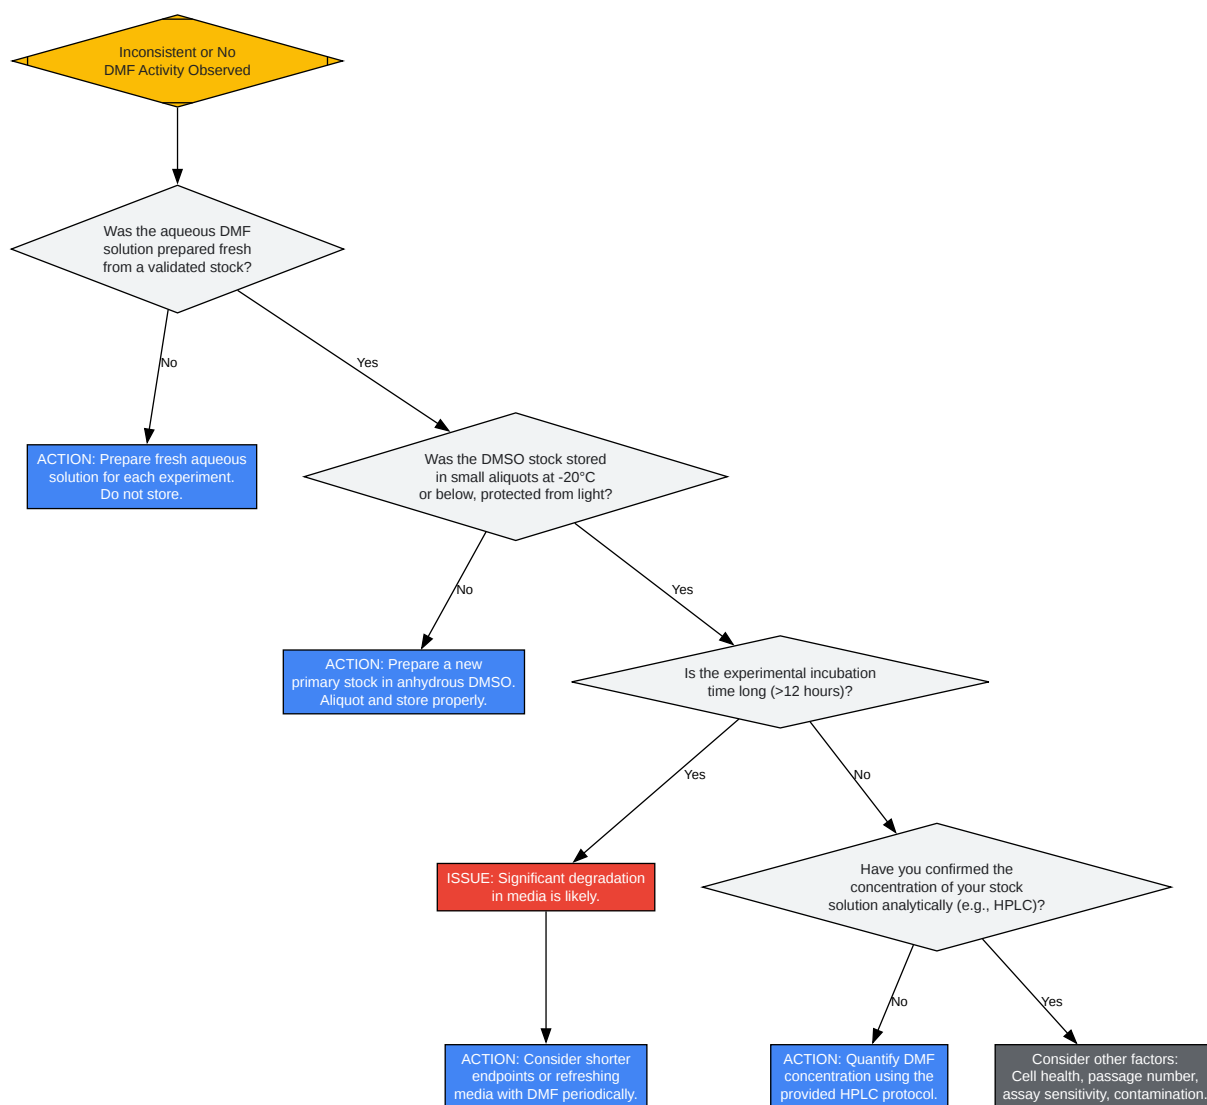 Inconsistent or No
DMF Activity Observed
Was the aqueous DMF
solution prepared fresh
from a validated stock?
No
Yes
ACTION: Prepare fresh aqueous
solution for each experiment.
Do not store.
Was the DMSO stock stored
in small aliquots at -20°C
or below, protected from light?
No
Yes
ACTION: Prepare a new
primary stock in anhydrous DMSO.
Aliquot and store properly.
Is the experimental incubation
time long (>12 hours)?
Yes
No
ISSUE: Significant degradation
in media is likely.
Have you confirmed the
concentration of your stock
solution analytically (e.g., HPLC)?
No
Yes
ACTION: Consider shorter
endpoints or refreshing
media with DMF periodically.
ACTION: Quantify DMF
concentration using the
provided HPLC protocol.
Consider other factors:
Cell health, passage number,
assay sensitivity, contamination.